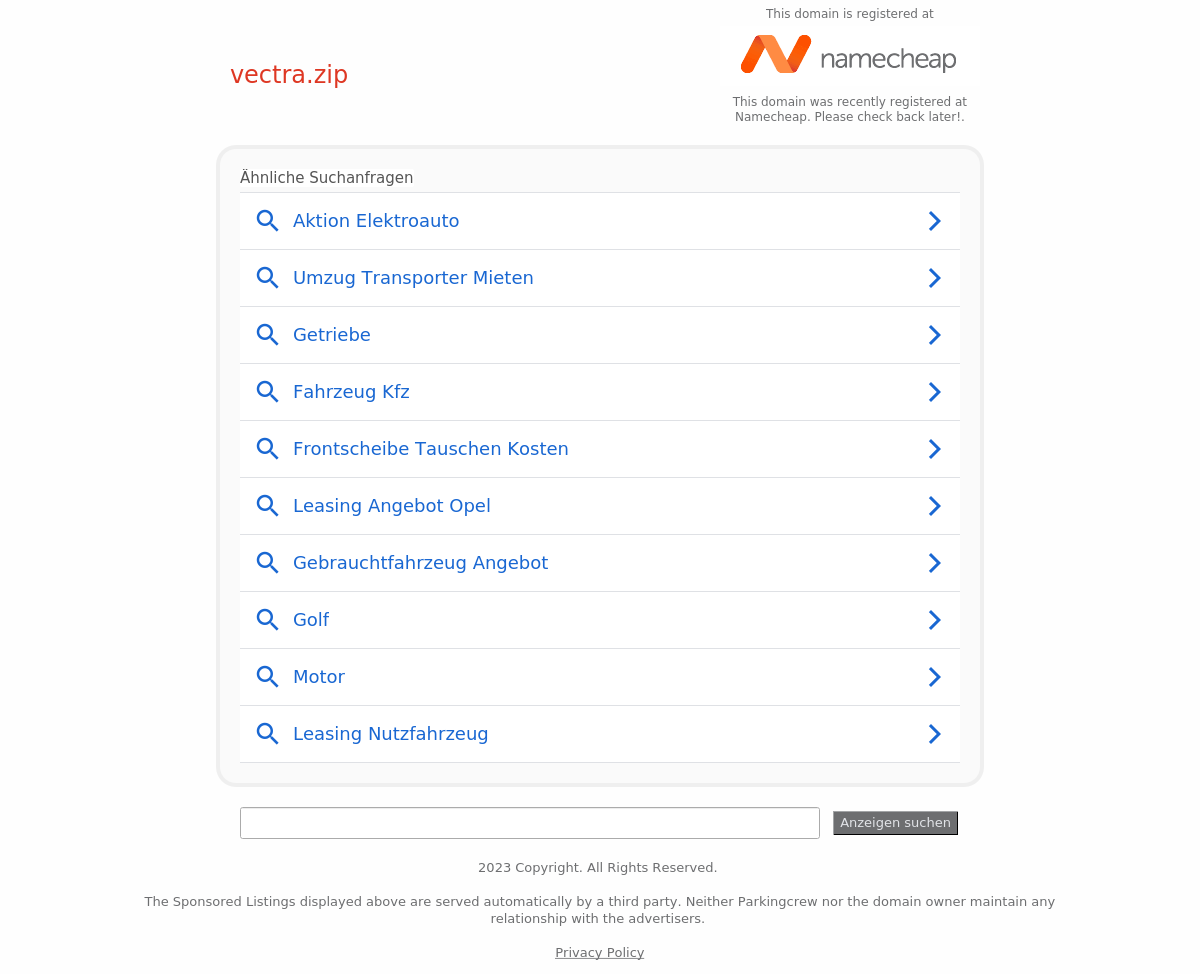 This domain is registered at
namecheap
vectra.zip
This domain was recently registered at
Namecheap. Please check back later!.
Ähnliche Suchanfragen
Aktion Elektroauto
Umzug Transporter Mieten
Getriebe
Fahrzeug Kfz
Frontscheibe Tauschen Kosten
Leasing Angebot Opel
Gebrauchtfahrzeug Angebot
Golf
Motor
Leasing Nutzfahrzeug
Anzeigen suchen
2023 Copyright. All Rights Reserved.
The Sponsored Listings displayed above are served automatically by a third party. Neither Parkingcrew nor the domain owner maintain any
relationship with the advertisers.
Privacy Policy